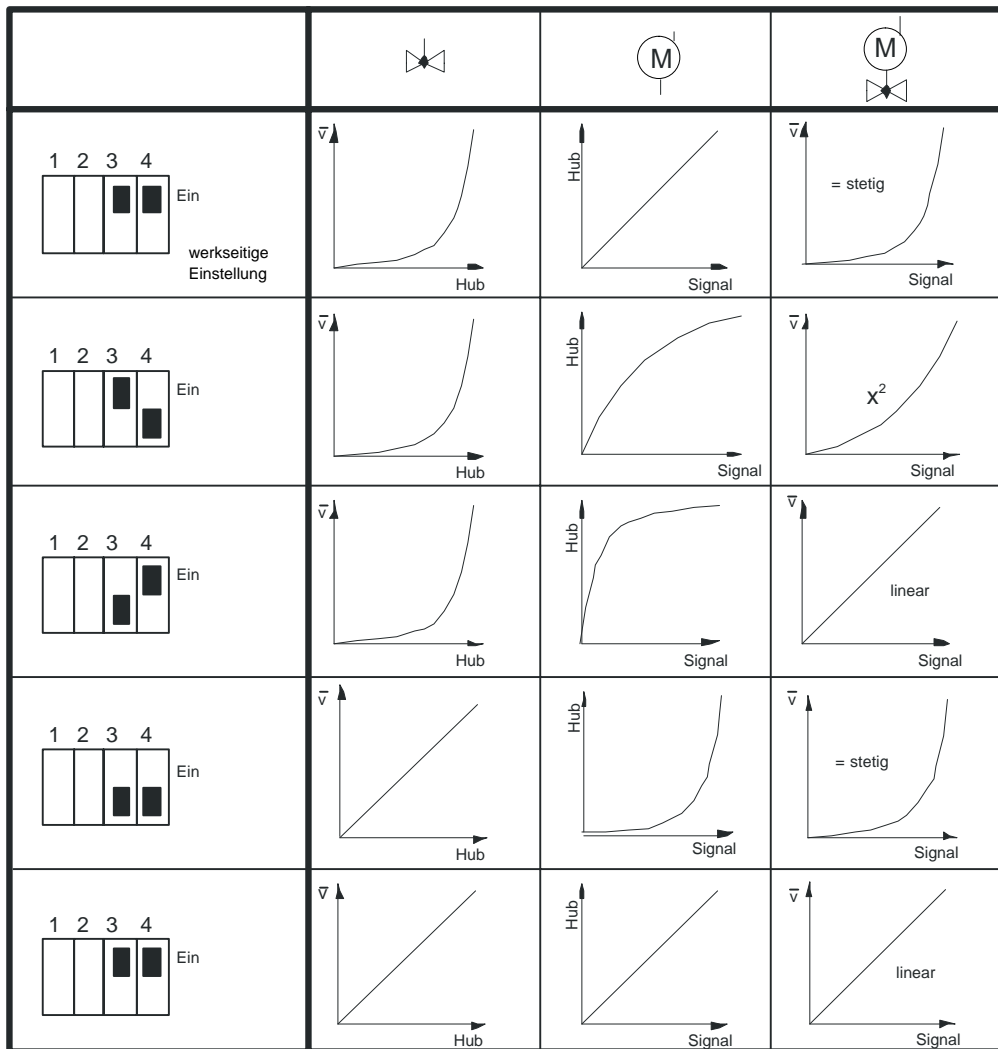 M
M
1 2 3 4
Ein
werkseitige
Einstellung
v̅
Hub
Hub
Signal
v̅
= stetig
Signal
1 2 3 4
Ein
v̅
Hub
Hub
Signal
v̅
x²
Signal
1 2 3 4
Ein
v̅
Hub
Hub
Signal
v̅
linear
Signal
1 2 3 4
Ein
v̅
Hub
Hub
Signal
v̅
= stetig
Signal
1 2 3 4
Ein
v̅
Hub
Hub
Signal
v̅
linear
Signal